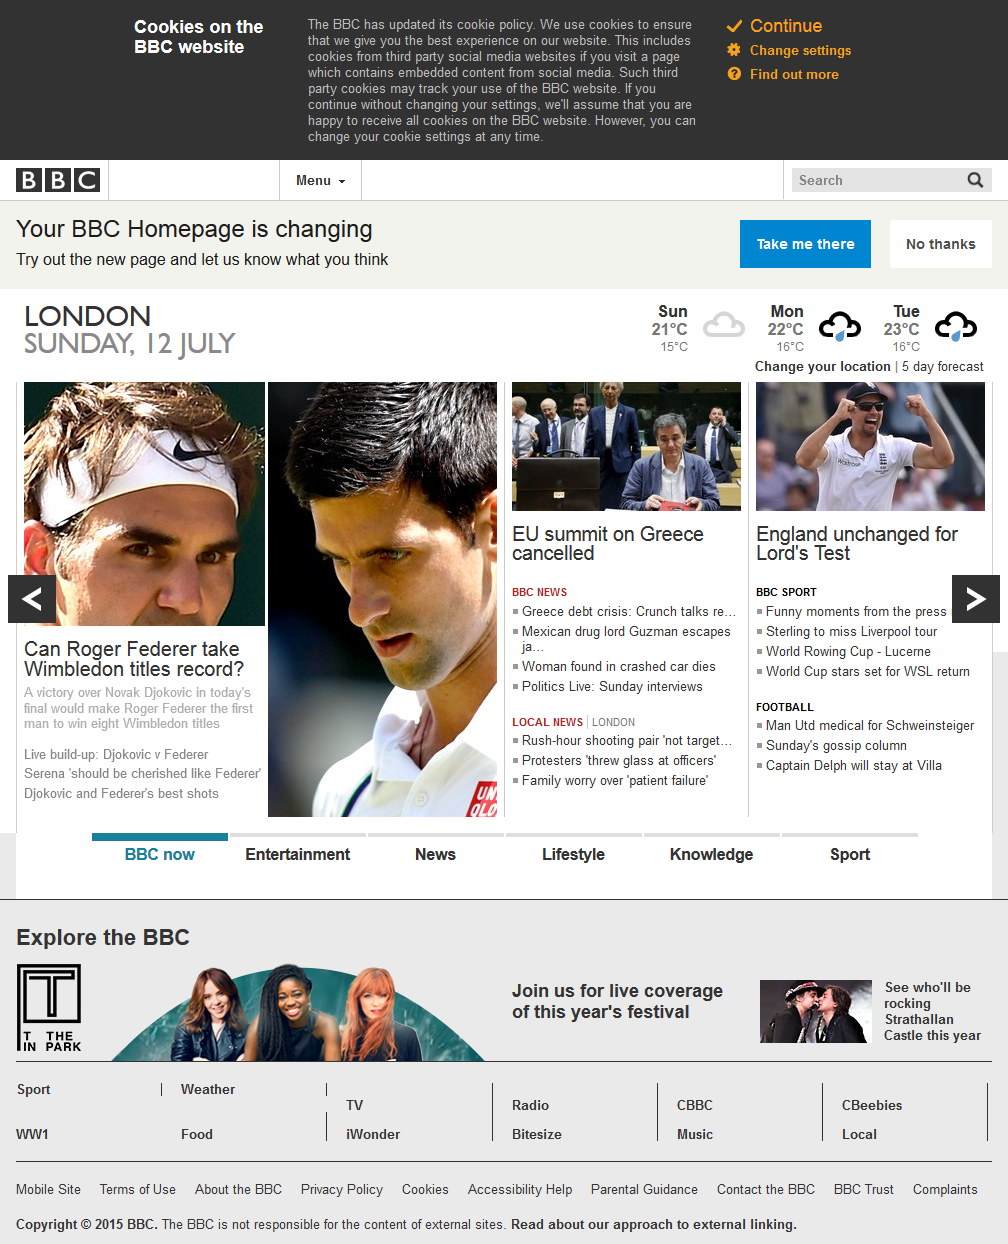 Cookies on the
BBC website
The BBC has updated its cookie policy. We use cookies to ensure
that we give you the best experience on our website. This includes
cookies from third party social media websites if you visit a page
which contains embedded content from social media. Such third
party cookies may track your use of the BBC website. If you
continue without changing your settings, we'll assume that you are
happy to receive all cookies on the BBC website. However, you can
change your cookie settings at any time.
Continue
Change settings
Find out more
BBC
Menu
Search
Your BBC Homepage is changing
Try out the new page and let us know what you think
Take me there
No thanks
LONDON
SUNDAY, 12 JULY
Sun
21°C
15°C
Mon
22°C
16°C
Tue
23°C
16°C
Change your location | 5 day forecast
Can Roger Federer take
Wimbledon titles record?
A victory over Novak Djokovic in today's
final would make Roger Federer the first
man to win eight Wimbledon titles
Live build-up: Djokovic v Federer
Serena 'should be cherished like Federer'
Djokovic and Federer's best shots
UN
QLO
EU summit on Greece
cancelled
BBC NEWS
Greece debt crisis: Crunch talks re...
Mexican drug lord Guzman escapes
ja...
Woman found in crashed car dies
Politics Live: Sunday interviews
LOCAL NEWS | LONDON
Rush-hour shooting pair 'not target...
Protesters 'threw glass at officers'
Family worry over 'patient failure'
Waitrose
England unchanged for
Lord's Test
BBC SPORT
Funny moments from the press
Sterling to miss Liverpool tour
World Rowing Cup - Lucerne
World Cup stars set for WSL return
FOOTBALL
Man Utd medical for Schweinsteiger
Sunday's gossip column
Captain Delph will stay at Villa
BBC now
Entertainment
News
Lifestyle
Knowledge
Sport
Explore the BBC
T
T THE
IN PARK
Join us for live coverage
of this year's festival
See who'll be
rocking
Strathallan
Castle this year
Sport
Weather
TV
Radio
CBBC
CBeebies
WW1
Food
iWonder
Bitesize
Music
Local
Mobile Site
Terms of Use
About the BBC
Privacy Policy
Cookies
Accessibility Help
Parental Guidance
Contact the BBC
BBC Trust
Complaints
Copyright © 2015 BBC. The BBC is not responsible for the content of external sites. Read about our approach to external linking.